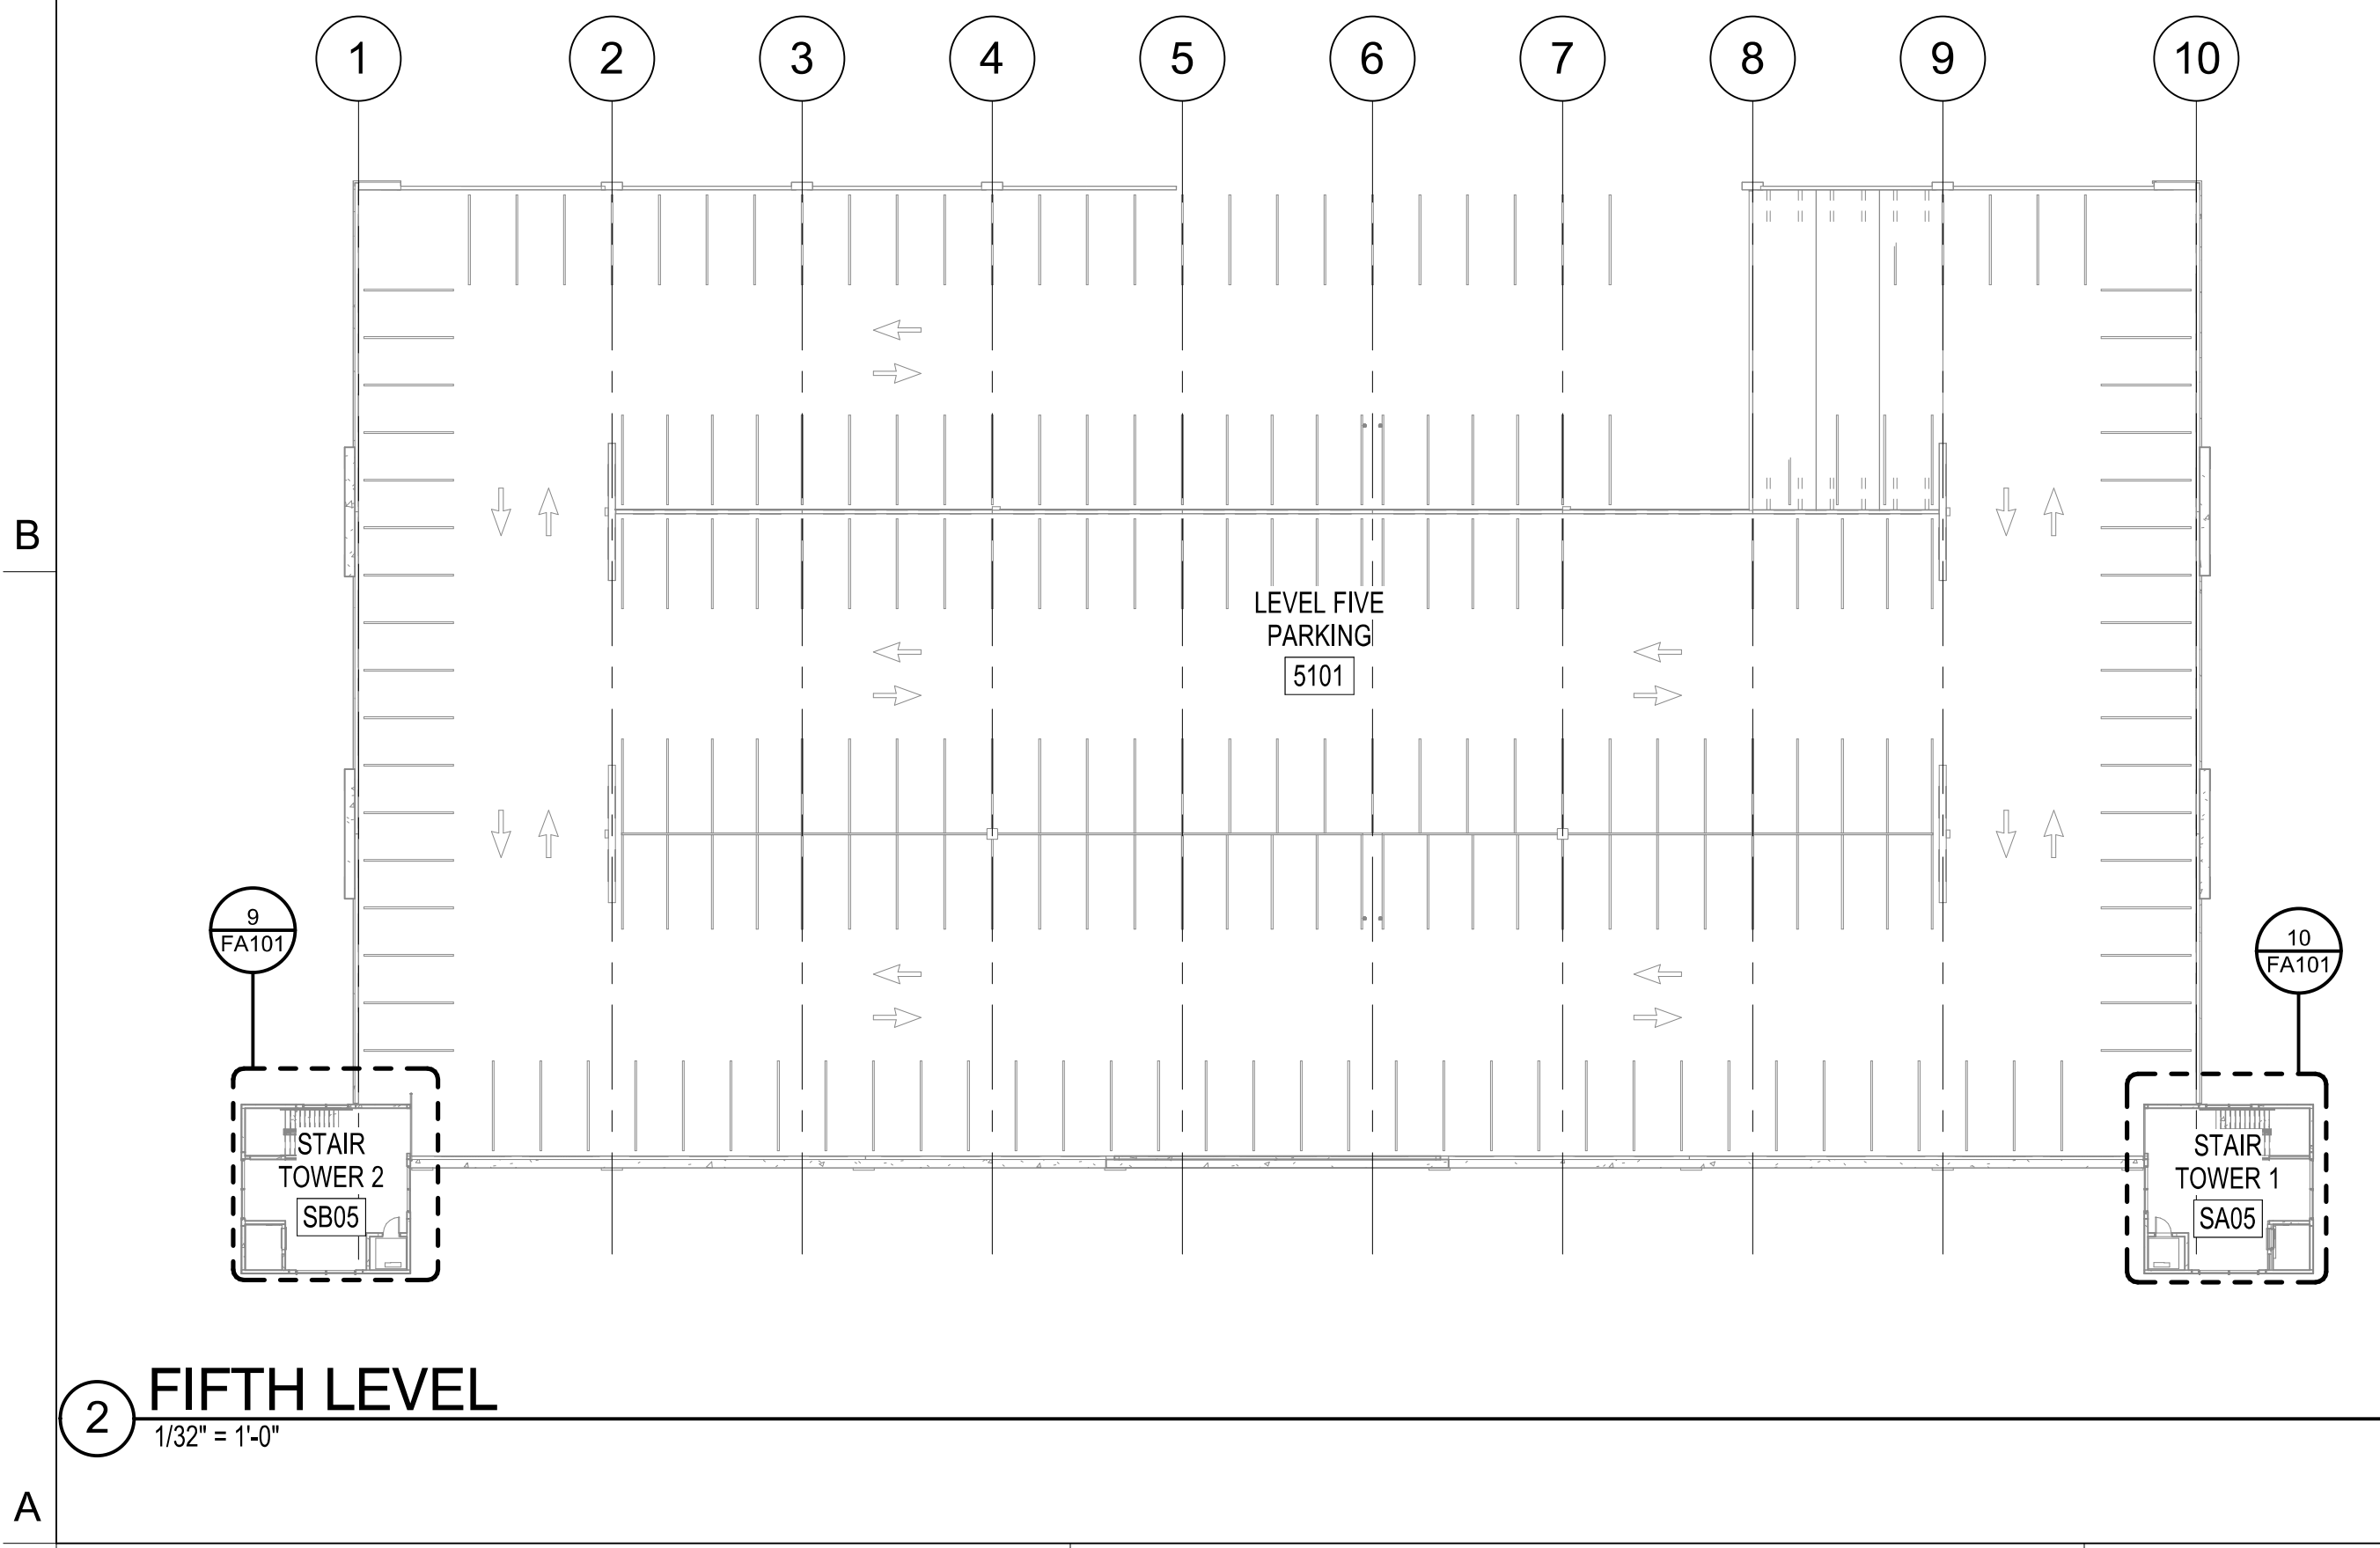 1 2 3 4 5 6 7 8 9 10
B
LEVEL FIVE
PARKING
5101
9
FA101
10
FA101
STAIR
TOWER 2
SB05
STAIR
TOWER 1
SA05
2
FIFTH LEVEL
1/32" = 1'-0"
A